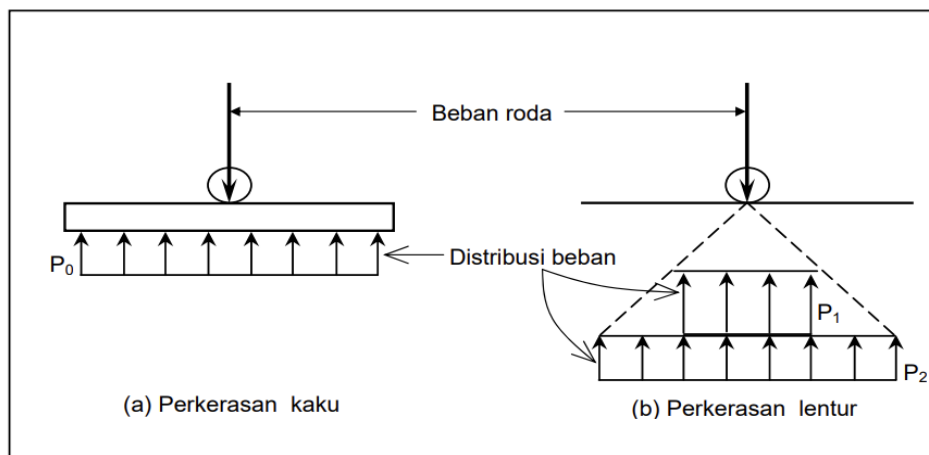 Beban roda
Distribusi beban
P₀
P₁
P₂
(a) Perkerasan kaku
(b) Perkerasan lentur